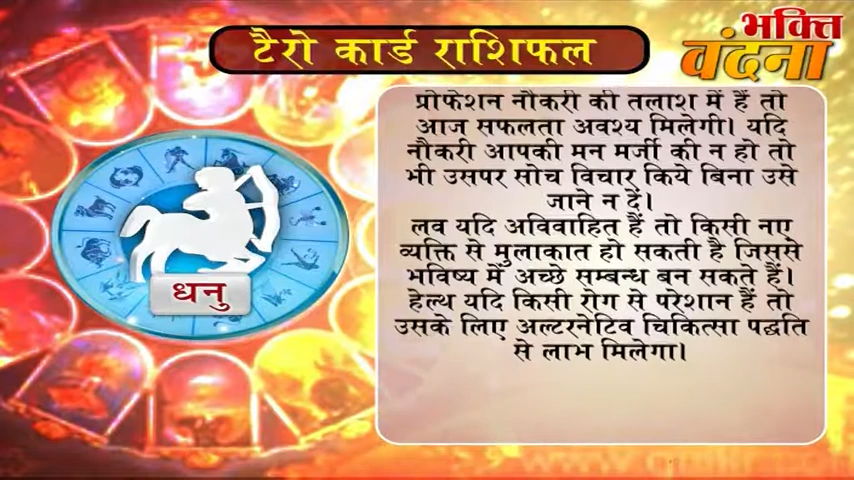 टैरो कार्ड राशिफल
भक्ति
वंदना
प्रोफेशन नौकरी की तलाश में हैं तो
आज सफलता अवश्य मिलेगी। यदि
नौकरी आपकी मन मर्जी की न हो तो
भी उसपर सोच विचार किये बिना उसे
जाने न दें।
लव यदि अविवाहित हैं तो किसी नए
व्यक्ति से मुलाकात हो सकती है जिससे
भविष्य में अच्छे सम्बन्ध बन सकते हैं।
हेल्थ यदि किसी रोग से परेशान हैं तो
उसके लिए अल्टरनेटिव चिकित्सा पद्धति
से लाभ मिलेगा।
धनु